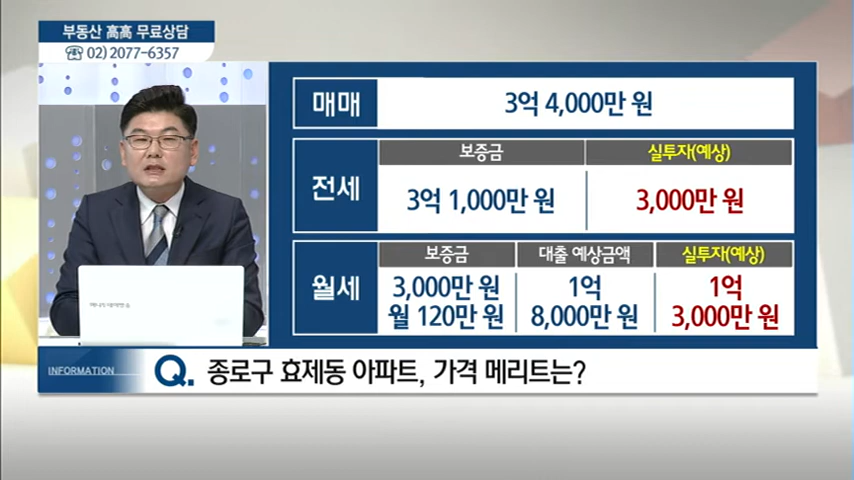 부동산 高高 무료상담
☎ 02) 2077-6357
매매
3억 4,000만 원
전세
보증금
실투자(예상)
3억 1,000만 원
3,000만 원
월세
보증금
대출 예상금액
실투자(예상)
3,000만 원
월 120만 원
1억
8,000만 원
1억
3,000만 원
INFORMATION
Q. 종로구 효제동 아파트, 가격 메리트는?